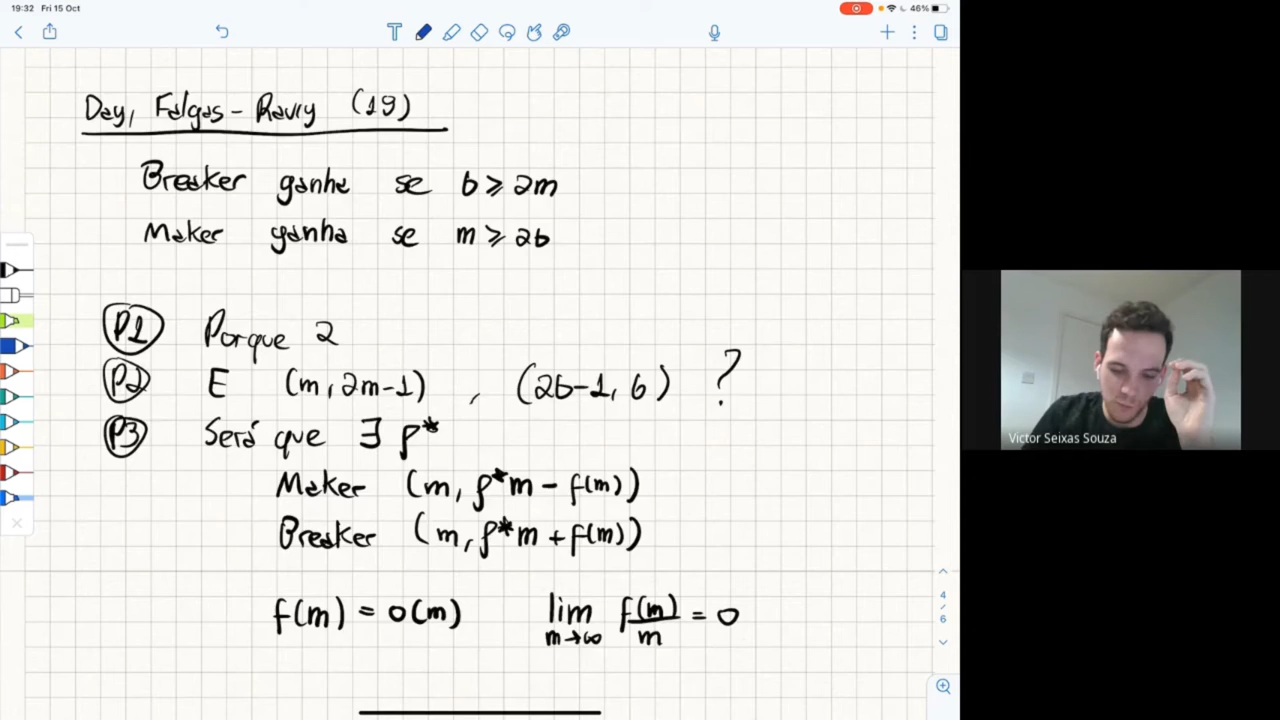 19:32 Fri 15 Oct
46%
Day, Falgas-Ravry (19)
Breaker ganha se b ⩾ 2m
Maker ganha se m ⩾ 2b
P1 Porque 2
P2 E (m, 2m-1) , (2b-1, b) ?
P3 Será que ∃ ρ*
Maker (m, ρ*m - f(m))
Breaker (m, ρ*m + f(m))
f(m) = o(m) lim m→∞ f(m)/m = 0
4/6
Victor Seixas Souza